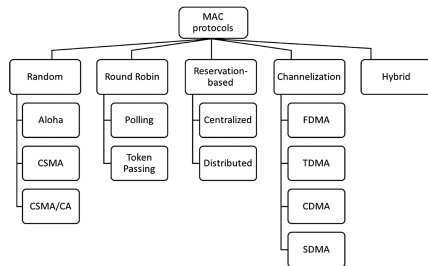 MAC
protocols
Random
Round Robin
Reservation-
based
Channelization
Hybrid
Aloha
Polling
Centralized
FDMA
CSMA
Token
Passing
Distributed
TDMA
CSMA/CA
CDMA
SDMA